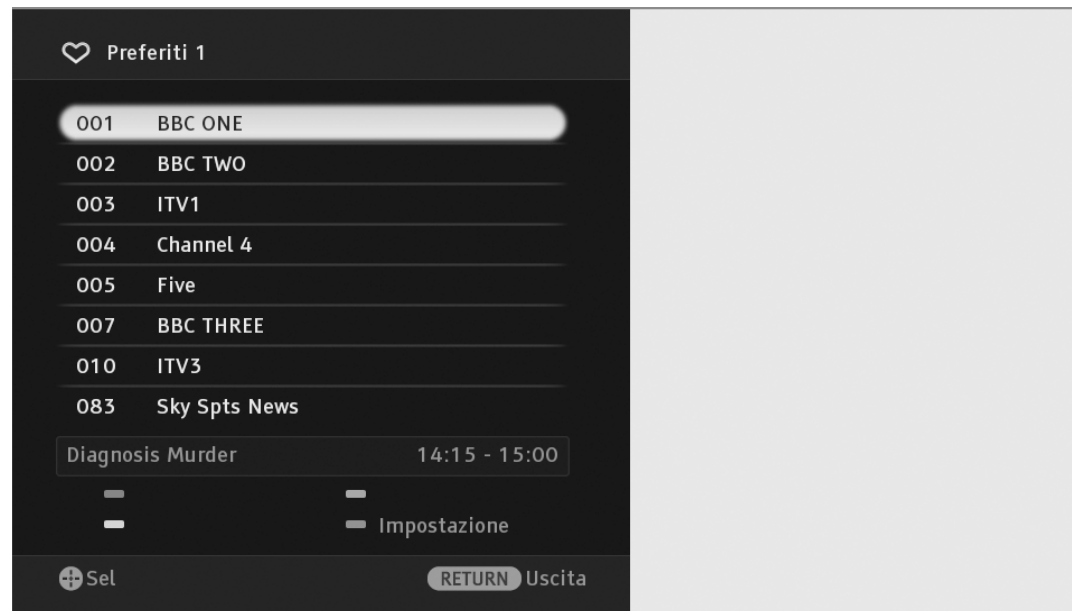 Preferiti 1
001 BBC ONE
002 BBC TWO
003 ITV1
004 Channel 4
005 Five
007 BBC THREE
010 ITV3
083 Sky Spts News
Diagnosis Murder 14:15 - 15:00
Impostazione
Sel RETURN Uscita